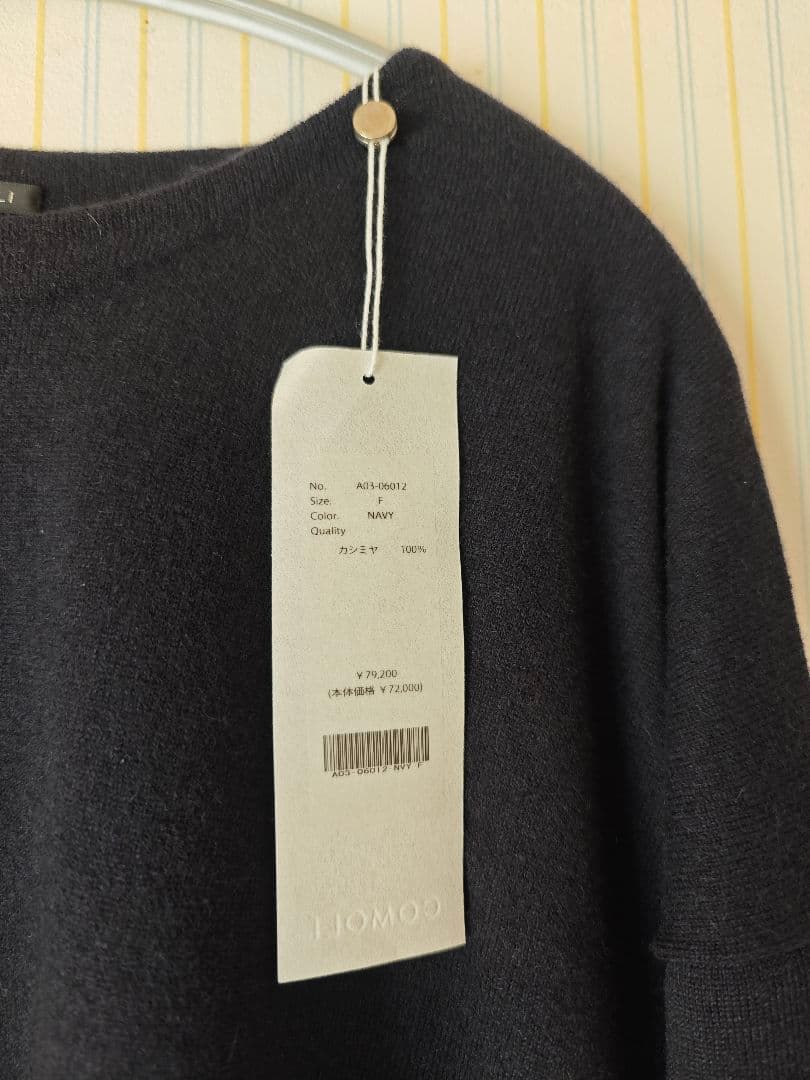 LI
No. A03-06012
Size. F
Color. NAVY
Quality
カシミヤ 100%
¥79,200
(本体価格 ¥72,000)
A03-06012 NVY F
COMOLI